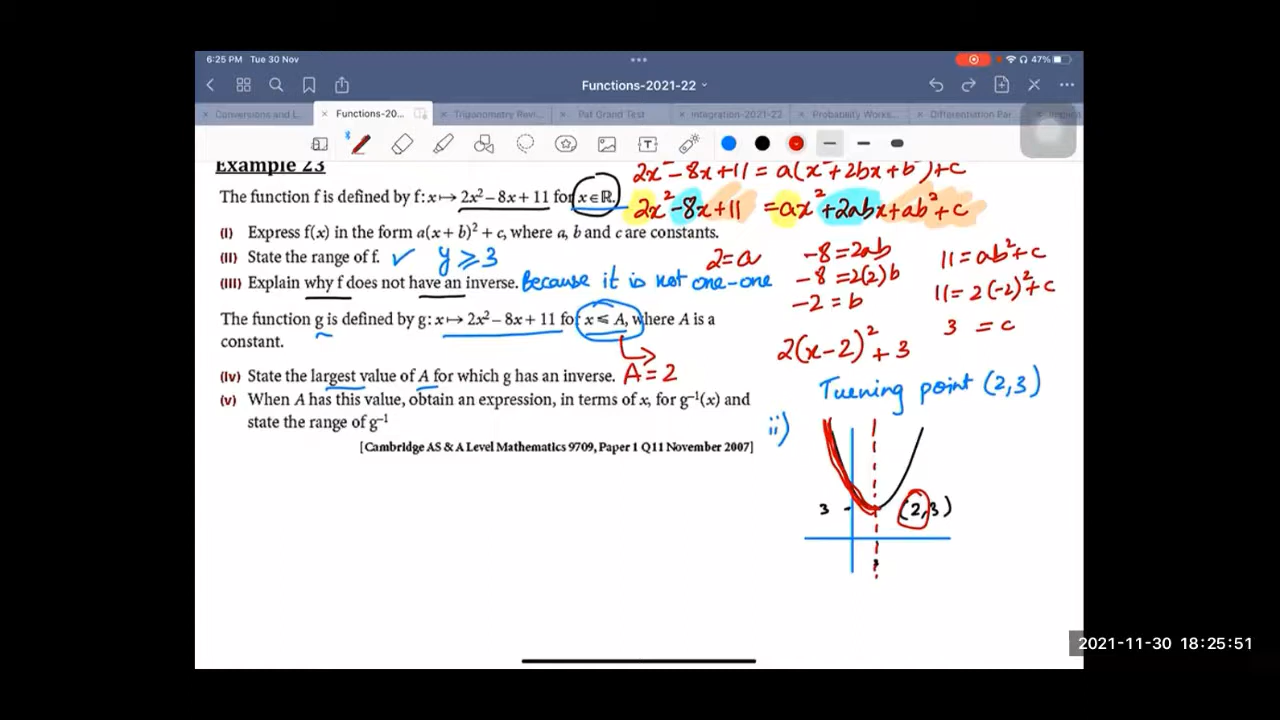 6:25 PM Tue 30 Nov
47%
Functions-2021-22
Conversions and L...
Functions-20...
Trigonometry Rev...
Pat Grand Test
Integration-2021-22
Probability Works...
Differentiation Par...
Example 23
2x² - 8x + 11 = a(x² + 2bx + b²) + c
The function f is defined by f: x ↦ 2x² − 8x + 11 for x ∈ ℝ.
2x² - 8x + 11 = ax² + 2abx + ab² + c
(i) Express f(x) in the form a(x + b)² + c, where a, b and c are constants.
(ii) State the range of f. ✓ y ⩾ 3
2 = a
-8 = 2ab
11 = ab² + c
(iii) Explain why f does not have an inverse. Because it is not one-one
-8 = 2(2)b
11 = 2(-2)² + c
-2 = b
3 = c
The function g is defined by g: x ↦ 2x² − 8x + 11 for x ⩽ A, where A is a
constant.
2(x-2)² + 3
(iv) State the largest value of A for which g has an inverse. A = 2
Turning point (2,3)
(v) When A has this value, obtain an expression, in terms of x, for g⁻¹(x) and
state the range of g⁻¹
ii)
[Cambridge AS & A Level Mathematics 9709, Paper 1 Q11 November 2007]
3
(2,3)
2021-11-30 18:25:51